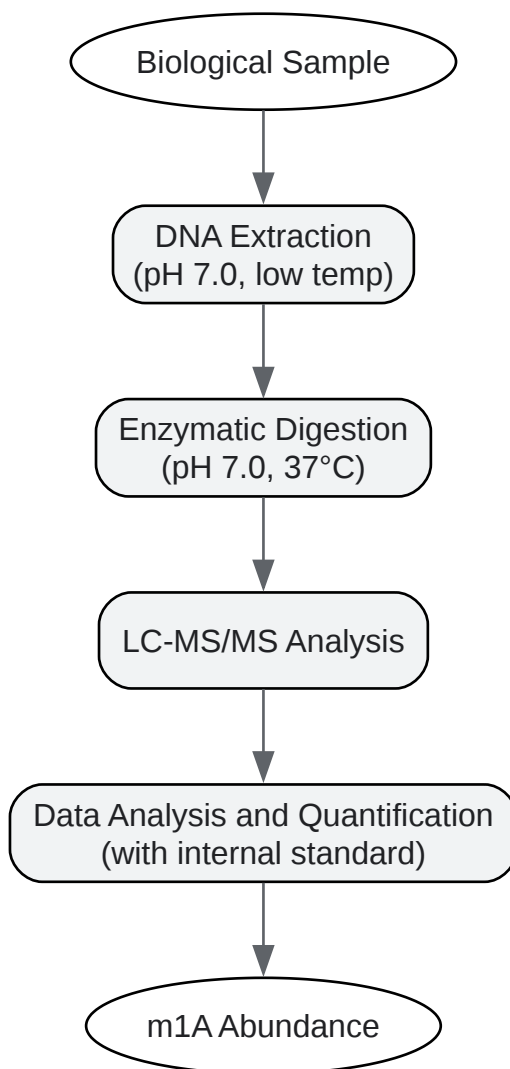 Biological Sample
DNA Extraction
(pH 7.0, low temp)
Enzymatic Digestion
(pH 7.0, 37°C)
LC-MS/MS Analysis
Data Analysis and Quantification
(with internal standard)
m1A Abundance